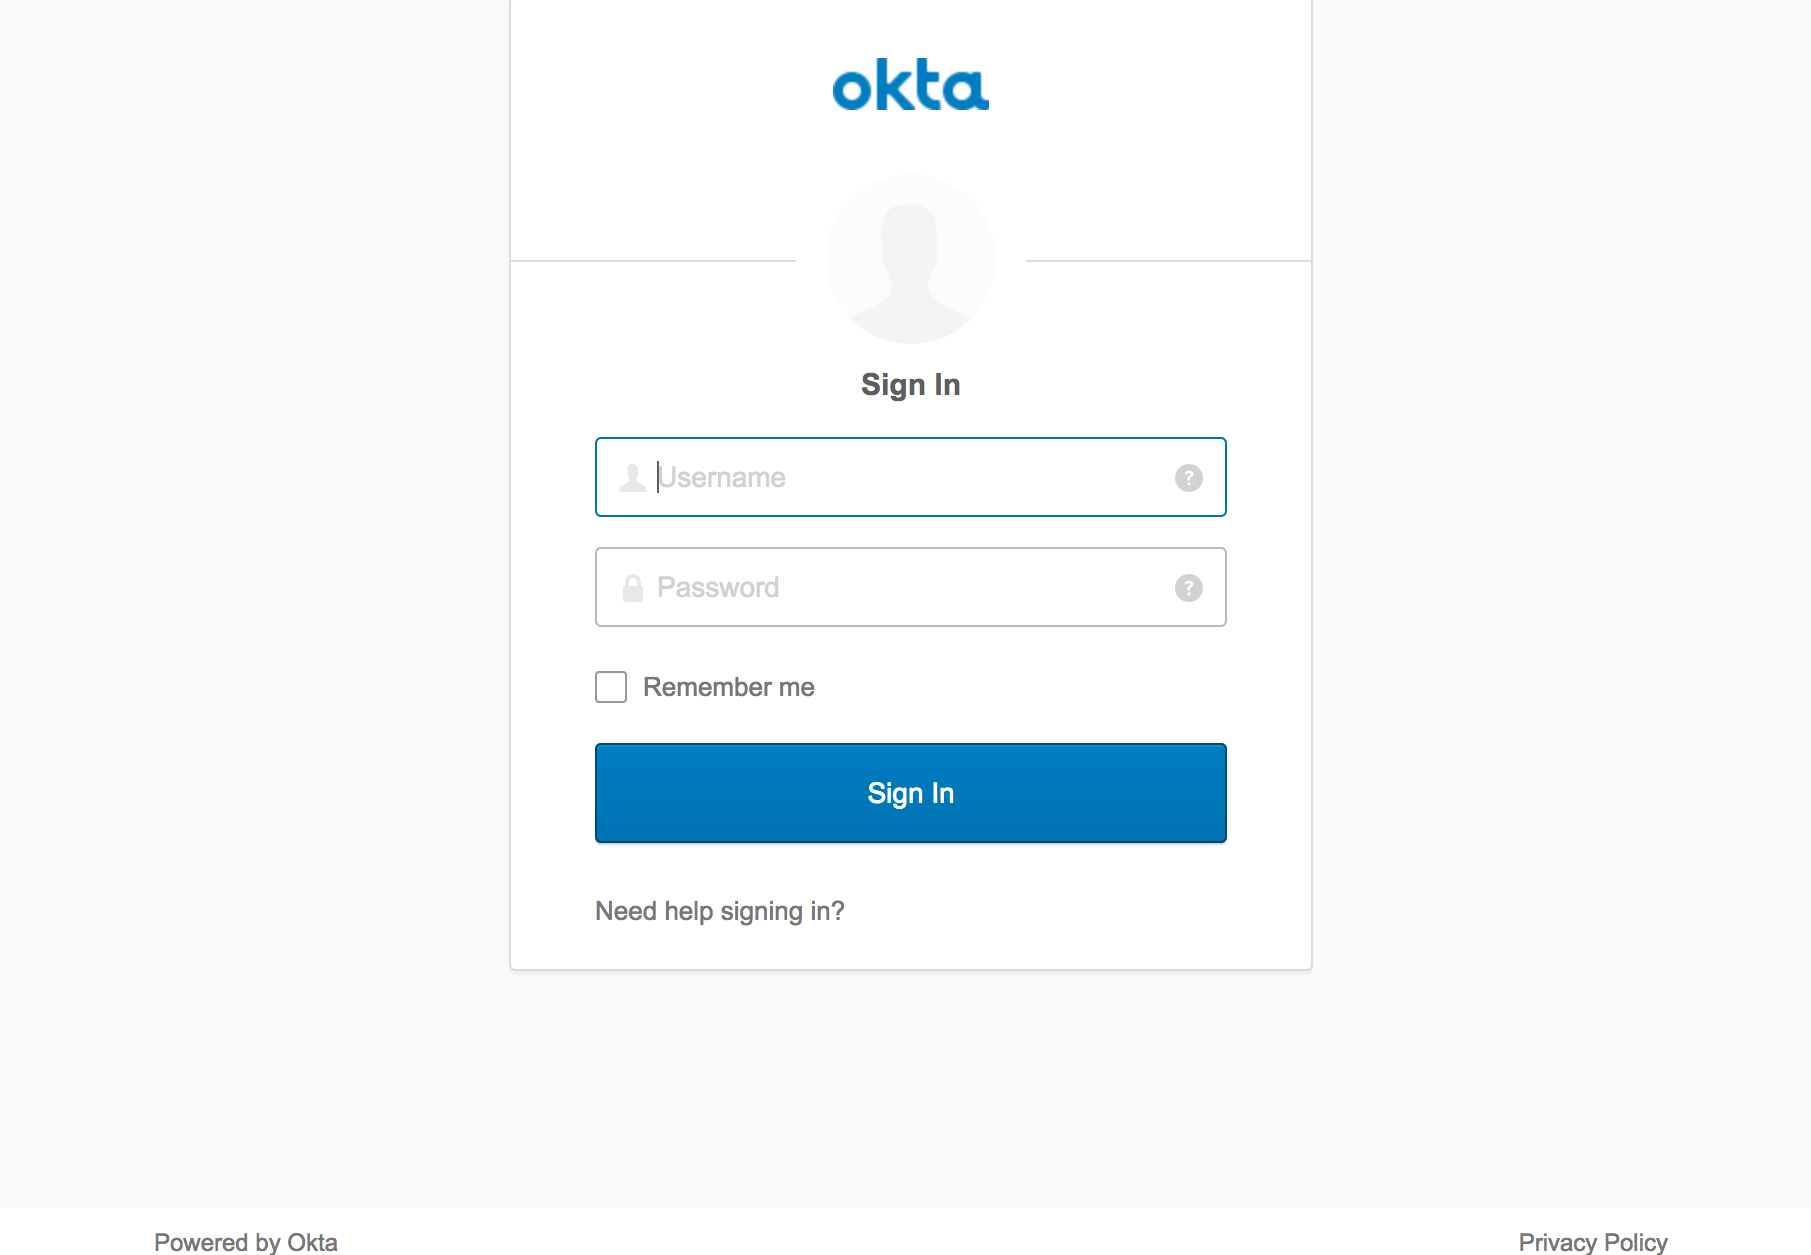 okta
Sign In
Username ?
Password ?
Remember me
Sign In
Need help signing in?
Powered by Okta
Privacy Policy